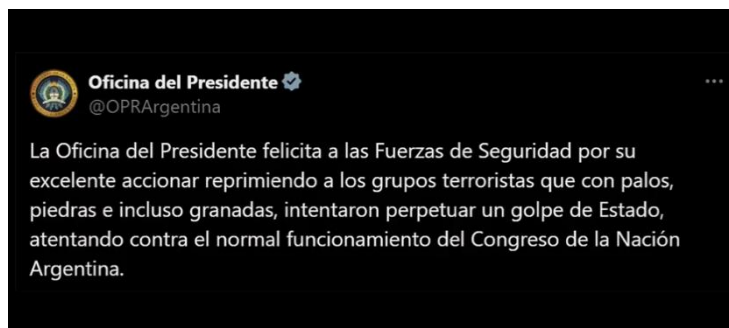 Oficina del Presidente
@OPRArgentina
La Oficina del Presidente felicita a las Fuerzas de Seguridad por su
excelente accionar reprimiendo a los grupos terroristas que con palos,
piedras e incluso granadas, intentaron perpetuar un golpe de Estado,
atentando contra el normal funcionamiento del Congreso de la Nación
Argentina.